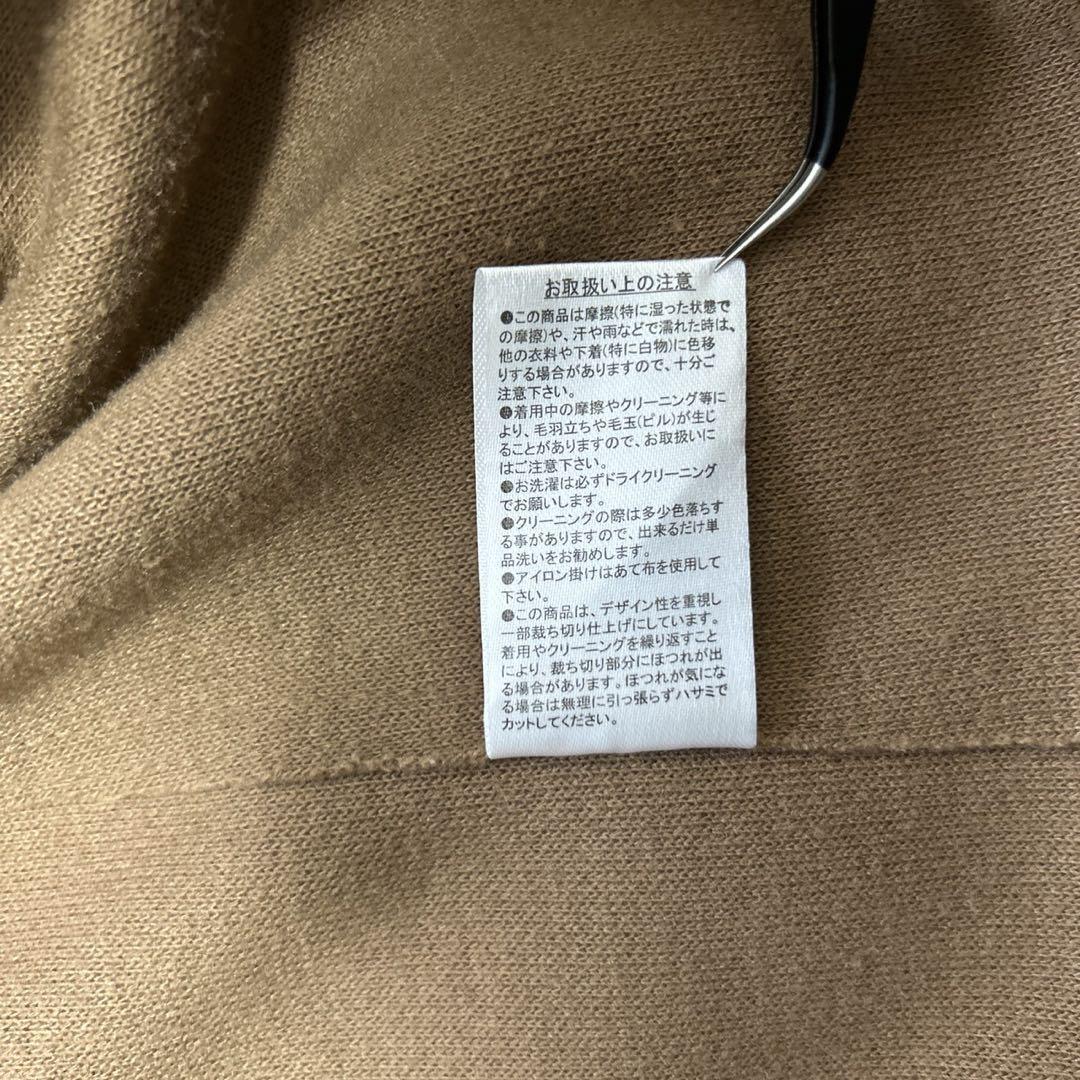 お取扱い上の注意
●この商品は摩擦(特に湿った状態で
の摩擦)や、汗や雨などで濡れた時は、
他の衣料や下着(特に白物)に色移
りする場合がありますので、十分ご
注意下さい。
●着用中の摩擦やクリーニング等に
より、毛羽立ちや毛玉(ピル)が生じ
ることがありますので、お取扱いに
はご注意下さい。
●お洗濯は必ずドライクリーニング
でお願いします。
●クリーニングの際は多少色落ちす
る事がありますので、出来るだけ単
品洗いをお勧めします。
●アイロン掛けはあて布を使用して
下さい。
●この商品は、デザイン性を重視し
一部裁ち切り仕上げにしています。
着用やクリーニングを繰り返すこと
により、裁ち切り部分にほつれが出
る場合があります。ほつれが気にな
る場合は無理に引っ張らずハサミで
カットしてください。